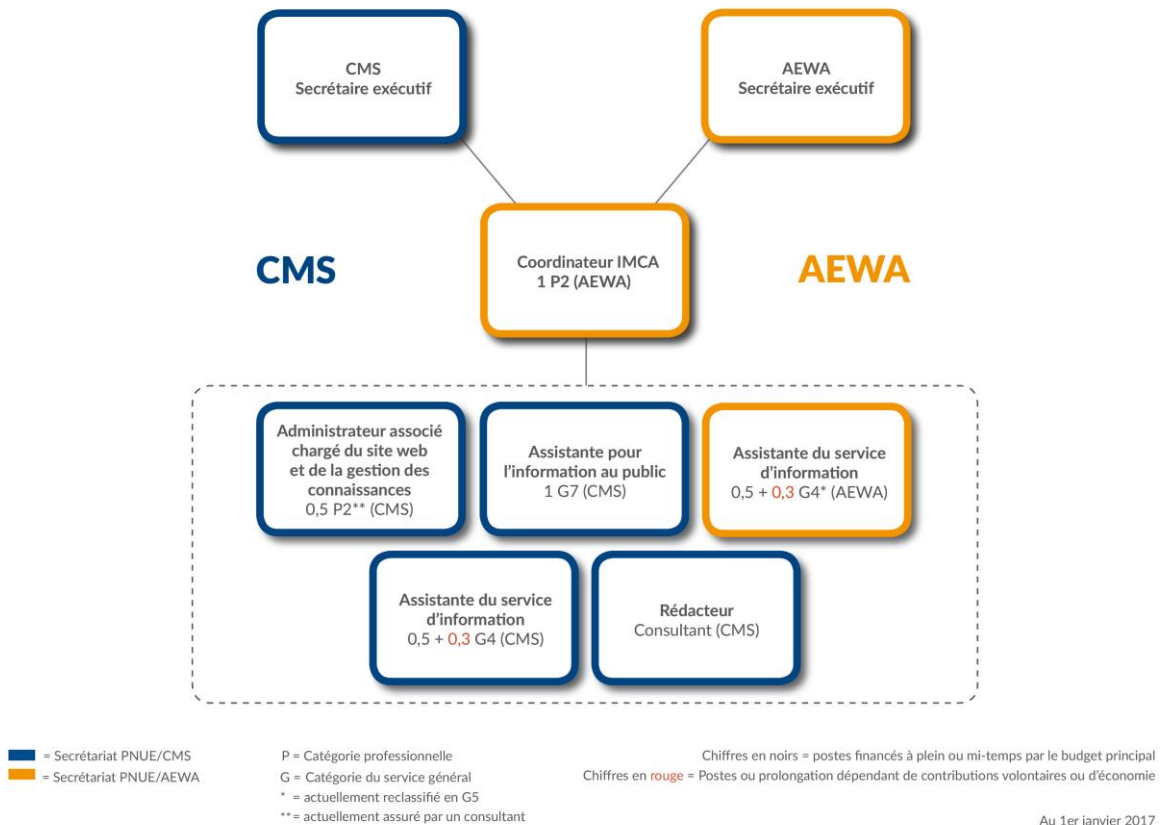 CMS
Secrétaire exécutif
AEWA
Secrétaire exécutif
CMS
Coordinateur IMCA
1 P2 (AEWA)
AEWA
Administrateur associé
chargé du site web
et de la gestion des
connaissances
0,5 P2** (CMS)
Assistante pour
l'information au public
1 G7 (CMS)
Assistante du service
d'information
0,5 + 0,3 G4* (AEWA)
Assistante du service
d'information
0,5 + 0,3 G4 (CMS)
Rédacteur
Consultant (CMS)
= Secrétariat PNUE/CMS
= Secrétariat PNUE/AEWA
P = Catégorie professionnelle
G = Catégorie du service général
* = actuellement reclassifié en G5
** = actuellement assuré par un consultant
Chiffres en noirs = postes financés à plein ou mi-temps par le budget principal
Chiffres en rouge = Postes ou prolongation dépendant de contributions volontaires ou d'économie
Au 1er janvier 2017